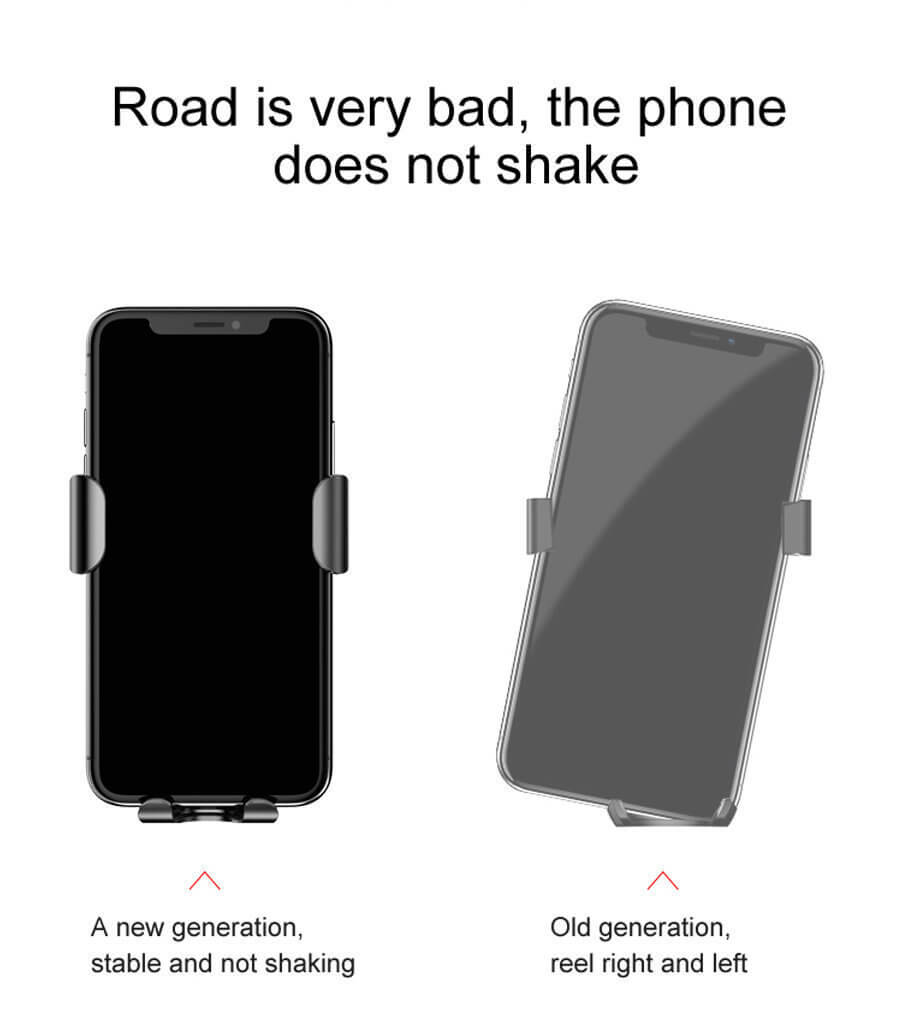 Road is very bad, the phone
does not shake
A new generation,
stable and not shaking
Old generation,
reel right and left